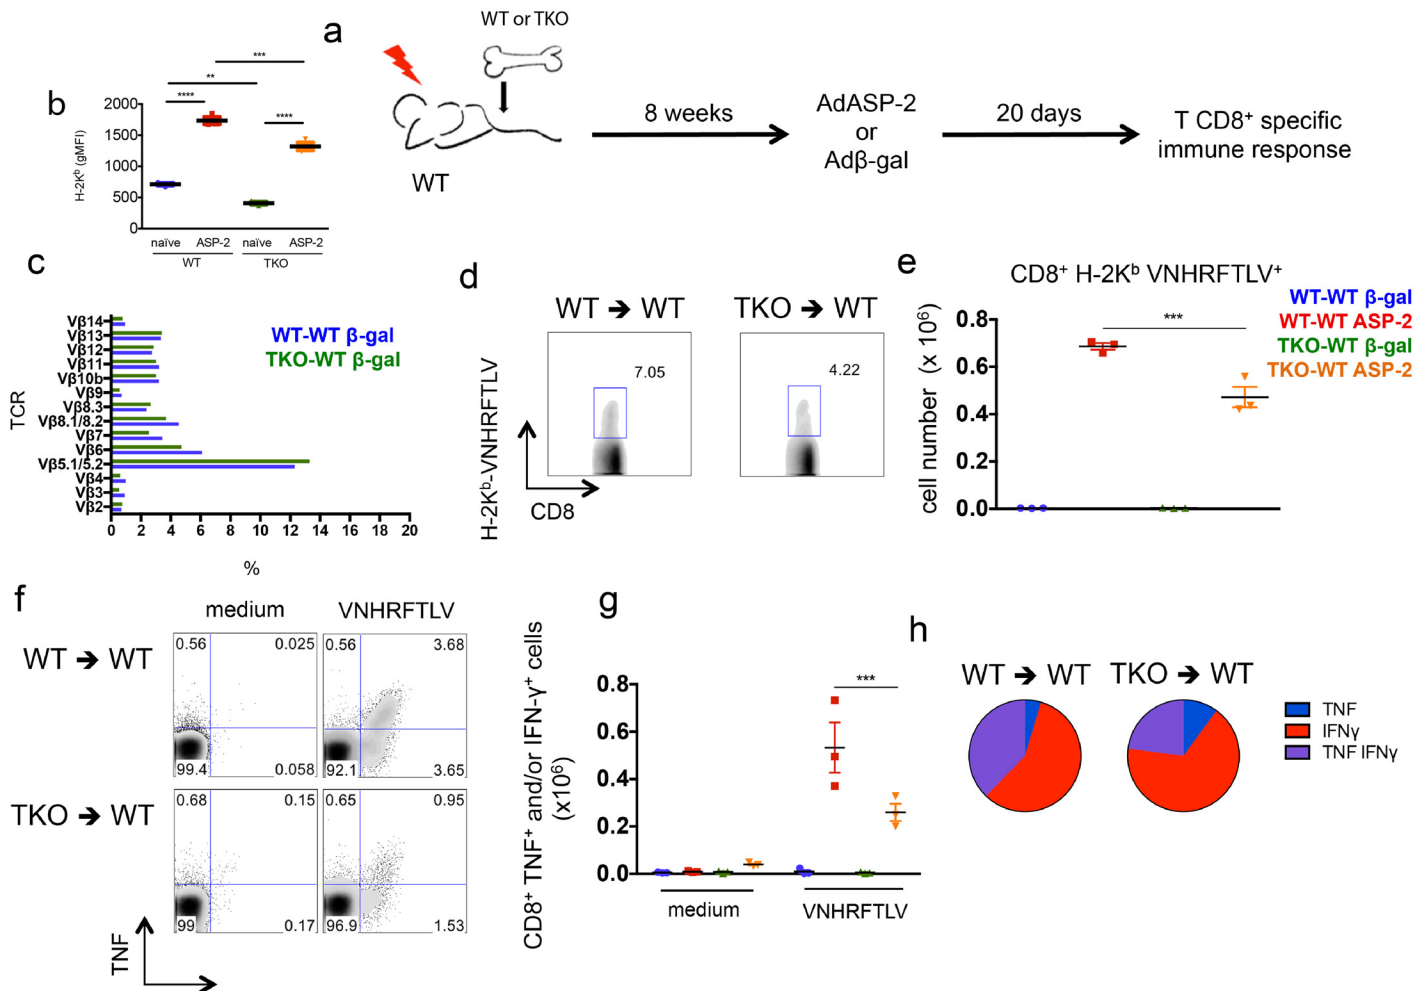 a
WT or TKO
WT
8 weeks
AdASP-2
or
Adβ-gal
20 days
T CD8⁺ specific
immune response
b
H-2Kᵇ (gMFI)
2000
1500
1000
500
0
****
**
***
****
naïve
ASP-2
naïve
ASP-2
WT
TKO
c
TCR
Vβ14
Vβ13
Vβ12
Vβ11
Vβ10b
Vβ9
Vβ8.3
Vβ8.1/8.2
Vβ7
Vβ6
Vβ5.1/5.2
Vβ4
Vβ3
Vβ2
0 2 4 6 8 10 12 14 16 18 20
%
WT-WT β-gal
TKO-WT β-gal
d
WT ➔ WT
TKO ➔ WT
7.05
4.22
H-2Kᵇ-VNHRFTLV
CD8
e
CD8⁺ H-2Kᵇ VNHRFTLV⁺
cell number (x 10⁶)
0.8
0.6
0.4
0.2
0.0
***
WT-WT β-gal
WT-WT ASP-2
TKO-WT β-gal
TKO-WT ASP-2
f
medium
VNHRFTLV
WT ➔ WT
0.56
0.025
99.4
0.058
0.56
3.68
92.1
3.65
TKO ➔ WT
0.68
0.15
99
0.17
0.65
0.95
96.9
1.53
TNF
g
CD8⁺ TNF⁺ and/or IFN-γ⁺ cells
(x10⁶)
0.8
0.6
0.4
0.2
0.0
***
medium
VNHRFTLV
h
WT ➔ WT
TKO ➔ WT
TNF
IFNγ
TNF IFNγ